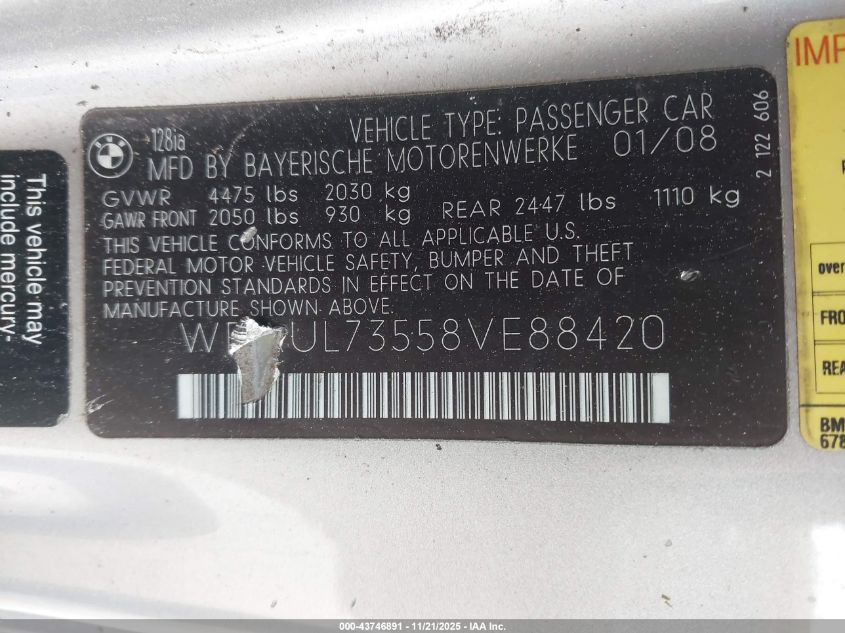 128ia
VEHICLE TYPE: PASSENGER CAR
MFD BY BAYERISCHE MOTORENWERKE 01/08
GVWR 4475 lbs 2030 kg
GAWR FRONT 2050 lbs 930 kg REAR 2447 lbs 1110 kg
THIS VEHICLE CONFORMS TO ALL APPLICABLE U.S.
FEDERAL MOTOR VEHICLE SAFETY, BUMPER AND THEFT
PREVENTION STANDARDS IN EFFECT ON THE DATE OF
MANUFACTURE SHOWN ABOVE.
UL73558VE88420
2 122 606
This vehicle may
include mercury-
IMP
over
FRO
REA
BM
678
000-43746891 - 11/21/2025 - IAA Inc.